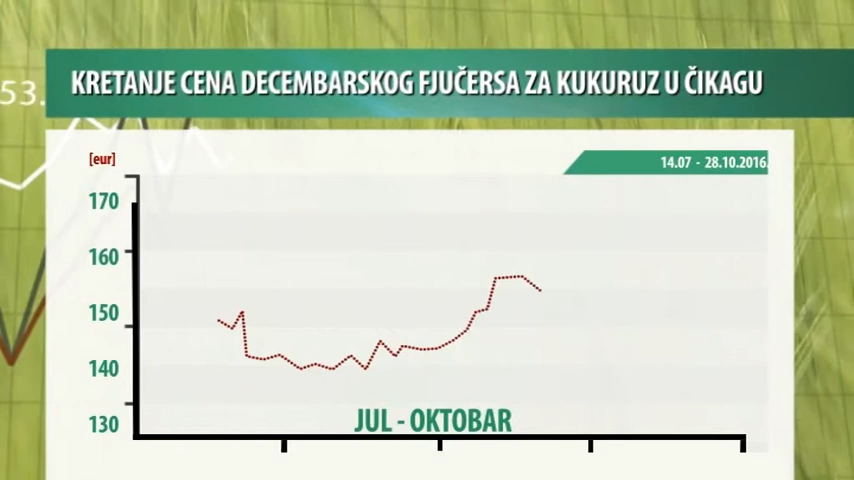 53.
KRETANJE CENA DECEMBARSKOG FJUČERSA ZA KUKURUZ U ČIKAGU
[eur]
14.07 - 28.10.2016.
170
160
150
140
130
JUL - OKTOBAR